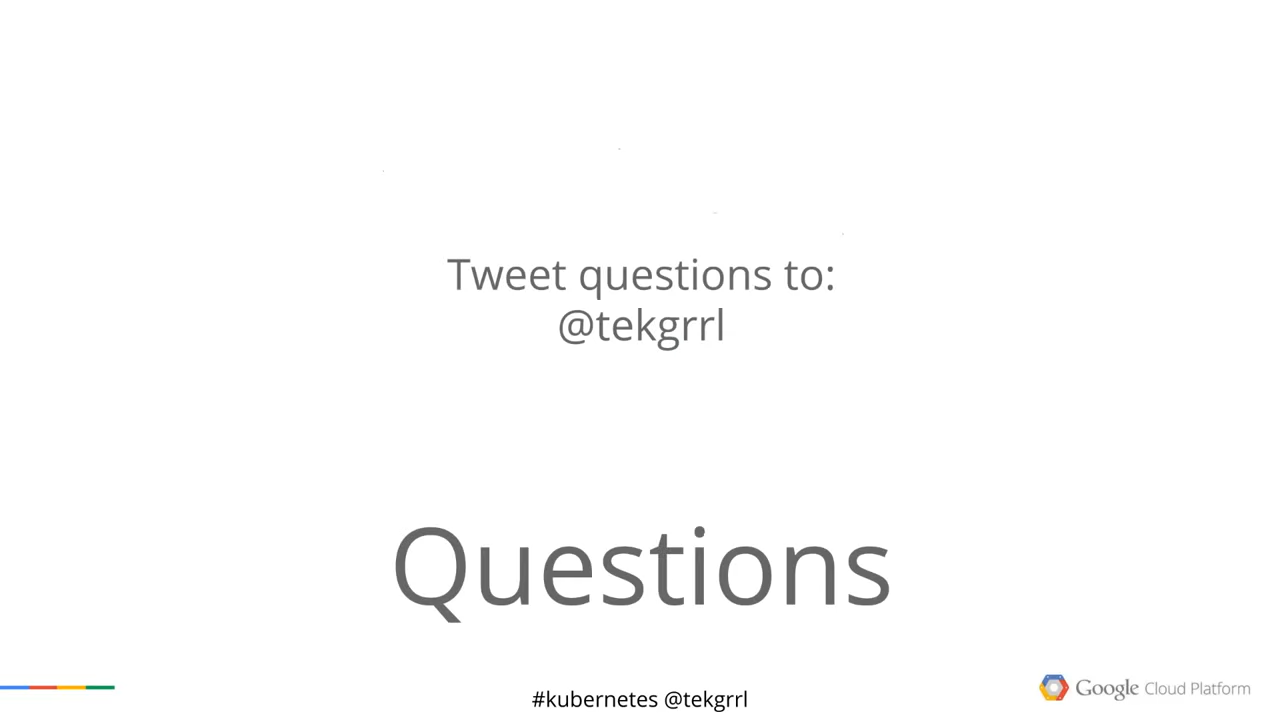 Tweet questions to:
@tekgrrl
Questions
#kubernetes @tekgrrl
Google Cloud Platform